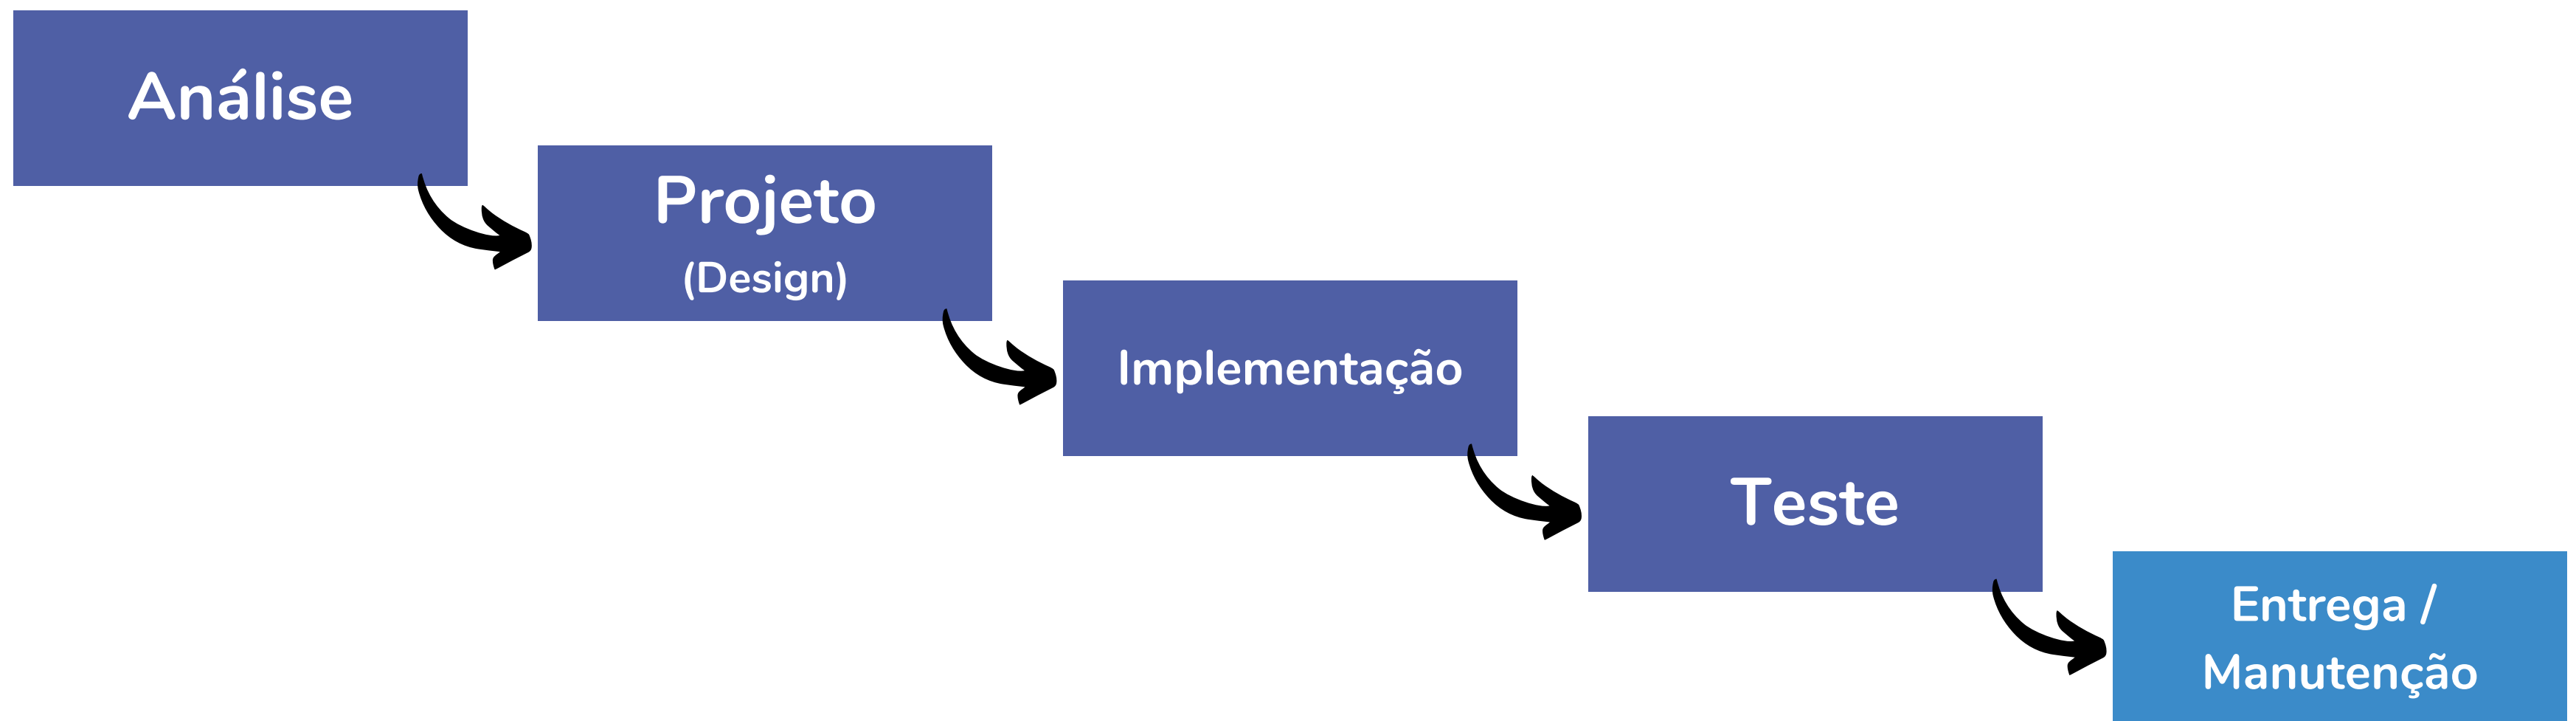 Análise
Projeto
(Design)
Implementação
Teste
Entrega /
Manutenção